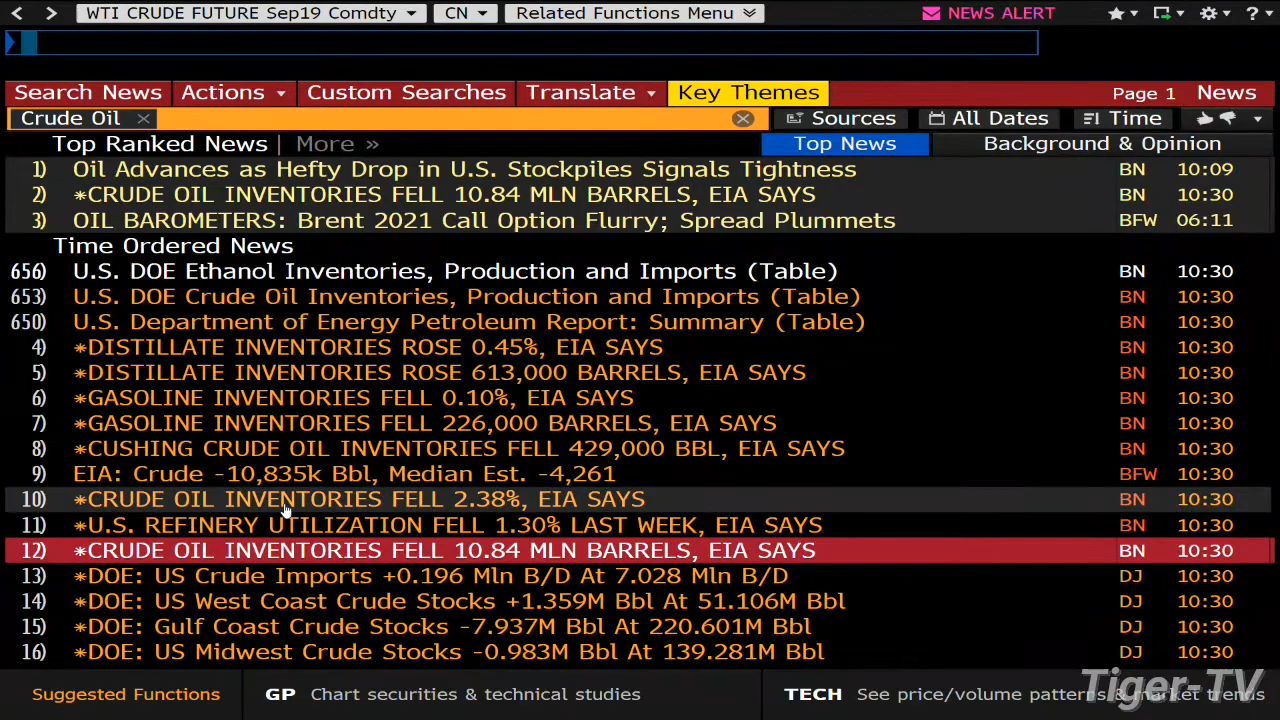 WTI CRUDE FUTURE Sep19 Comdty CN Related Functions Menu NEWS ALERT ?
Search News Actions Custom Searches Translate Key Themes Page 1 News
Crude Oil Sources All Dates Time
Top Ranked News | More » Top News Background & Opinion
1) Oil Advances as Hefty Drop in U.S. Stockpiles Signals Tightness BN 10:09
2) *CRUDE OIL INVENTORIES FELL 10.84 MLN BARRELS, EIA SAYS BN 10:30
3) OIL BAROMETERS: Brent 2021 Call Option Flurry; Spread Plummets BFW 06:11
Time Ordered News
656) U.S. DOE Ethanol Inventories, Production and Imports (Table) BN 10:30
653) U.S. DOE Crude Oil Inventories, Production and Imports (Table) BN 10:30
650) U.S. Department of Energy Petroleum Report: Summary (Table) BN 10:30
4) *DISTILLATE INVENTORIES ROSE 0.45%, EIA SAYS BN 10:30
5) *DISTILLATE INVENTORIES ROSE 613,000 BARRELS, EIA SAYS BN 10:30
6) *GASOLINE INVENTORIES FELL 0.10%, EIA SAYS BN 10:30
7) *GASOLINE INVENTORIES FELL 226,000 BARRELS, EIA SAYS BN 10:30
8) *CUSHING CRUDE OIL INVENTORIES FELL 429,000 BBL, EIA SAYS BN 10:30
9) EIA: Crude -10,835k Bbl, Median Est. -4,261 BFW 10:30
10) *CRUDE OIL INVENTORIES FELL 2.38%, EIA SAYS BN 10:30
11) *U.S. REFINERY UTILIZATION FELL 1.30% LAST WEEK, EIA SAYS BN 10:30
12) *CRUDE OIL INVENTORIES FELL 10.84 MLN BARRELS, EIA SAYS BN 10:30
13) *DOE: US Crude Imports +0.196 Mln B/D At 7.028 Mln B/D DJ 10:30
14) *DOE: US West Coast Crude Stocks +1.359M Bbl At 51.106M Bbl DJ 10:30
15) *DOE: Gulf Coast Crude Stocks -7.937M Bbl At 220.601M Bbl DJ 10:30
16) *DOE: US Midwest Crude Stocks -0.983M Bbl At 139.281M Bbl DJ 10:30
Suggested Functions GP Chart securities & technical studies TECH See price/volume patterns & market trends
Tiger-TV